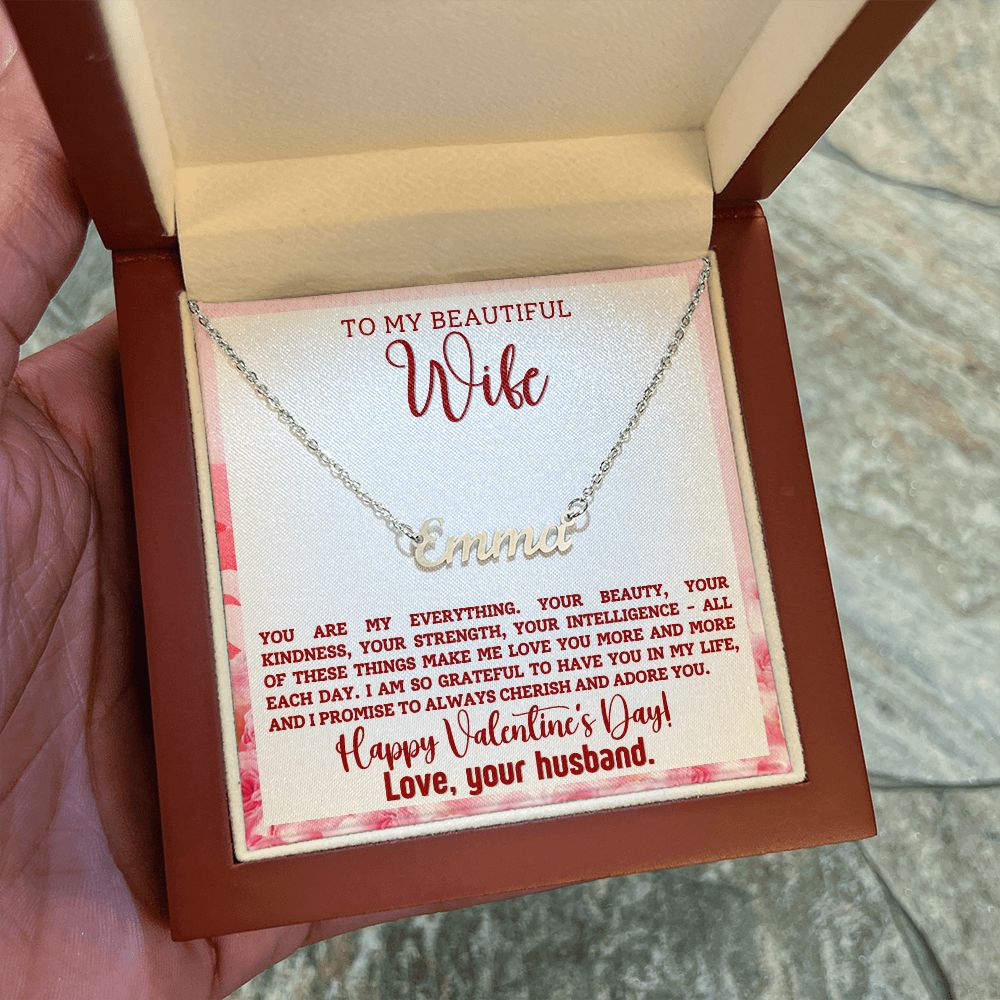 TO MY BEAUTIFUL
Wife
Emma
YOU ARE MY EVERYTHING. YOUR BEAUTY, YOUR
KINDNESS, YOUR STRENGTH, YOUR INTELLIGENCE - ALL
OF THESE THINGS MAKE ME LOVE YOU MORE AND MORE
EACH DAY. I AM SO GRATEFUL TO HAVE YOU IN MY LIFE,
AND I PROMISE TO ALWAYS CHERISH AND ADORE YOU.
Happy Valentine's Day!
Love, your husband.